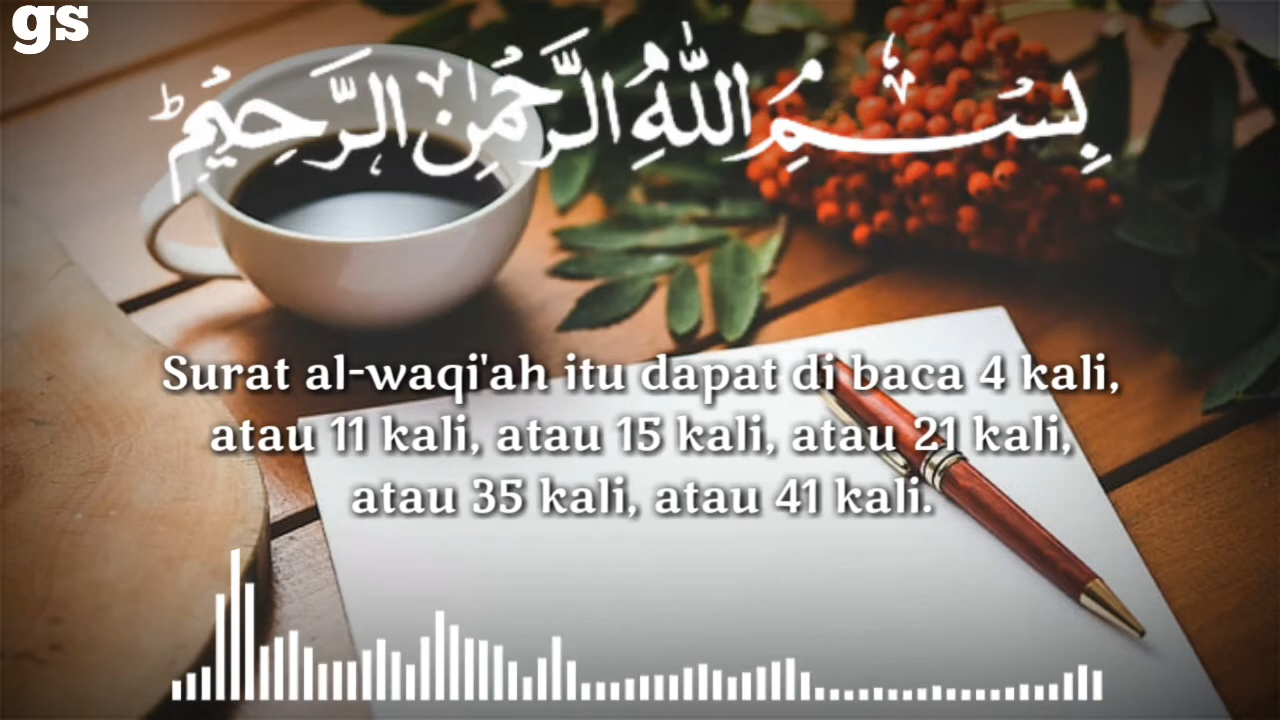 gs
بِسْمِ اللّٰهِ الرَّحْمٰنِ الرَّحِيْمِ
Surat al-waqi'ah itu dapat di baca 4 kali,
atau 11 kali, atau 15 kali, atau 21 kali,
atau 35 kali, atau 41 kali.